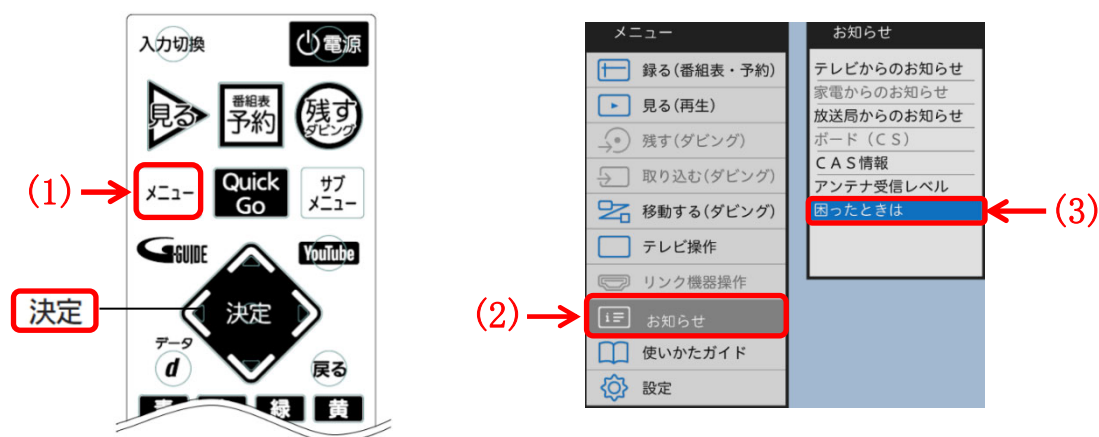 入力切換
電源
見る
番組表
予約
残す
ダビング
(1)
メニュー
Quick
Go
サブ
メニュー
G-GUIDE
YouTube
決定
決定
データ
d
戻る
緑
黄
メニュー
録る(番組表・予約)
見る(再生)
残す(ダビング)
取り込む(ダビング)
移動する(ダビング)
テレビ操作
リンク機器操作
(2)
お知らせ
使いかたガイド
設定
お知らせ
テレビからのお知らせ
家電からのお知らせ
放送局からのお知らせ
ボード(CS)
CAS情報
アンテナ受信レベル
困ったときは
(3)